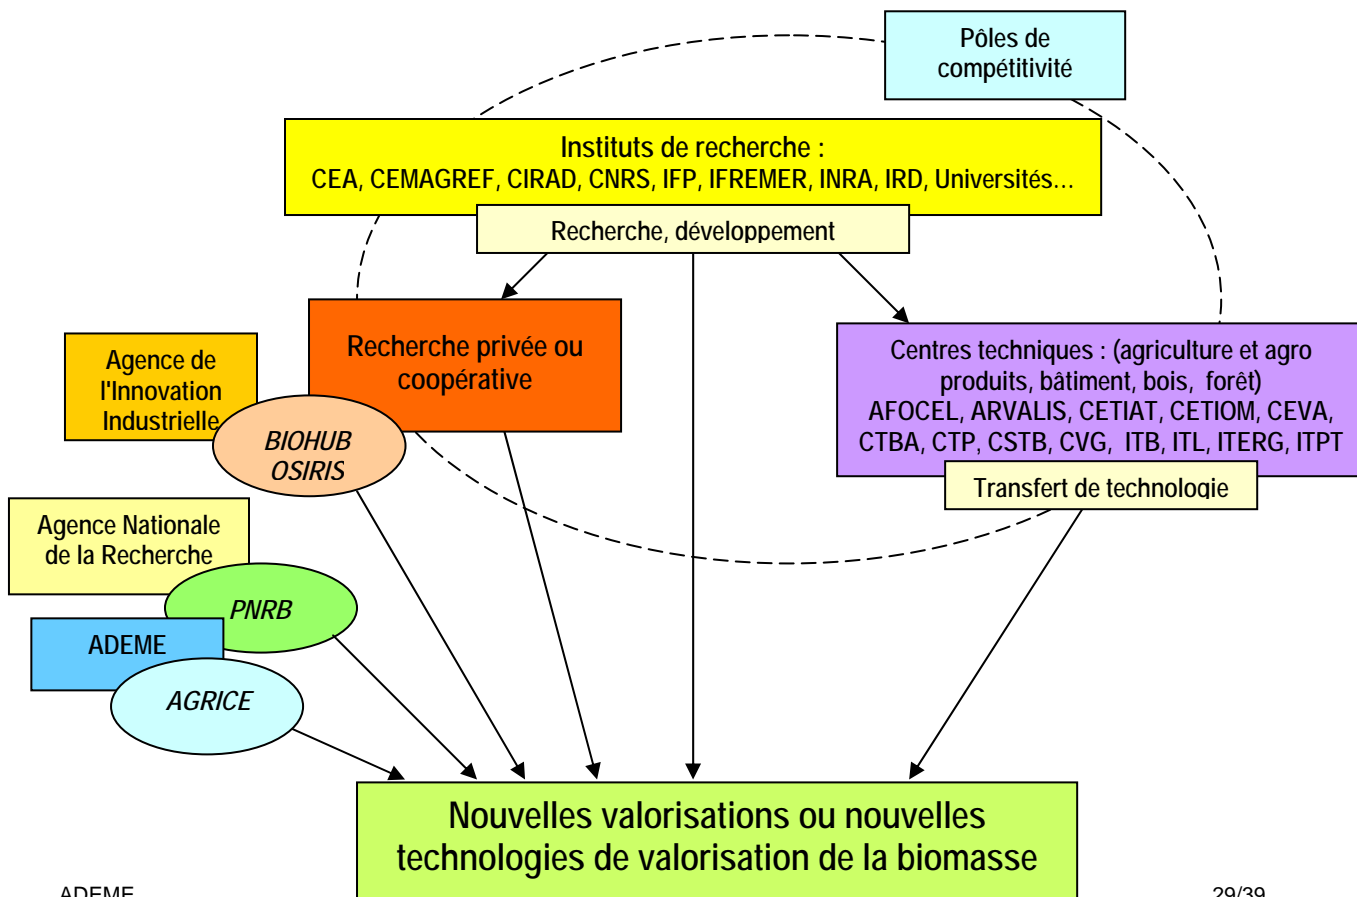 Pôles de
compétitivité
Instituts de recherche :
CEA, CEMAGREF, CIRAD, CNRS, IFP, IFREMER, INRA, IRD, Universités…
Recherche, développement
Recherche privée ou
coopérative
Agence de
l'Innovation
Industrielle
BIOHUB
OSIRIS
Centres techniques : (agriculture et agro
produits, bâtiment, bois, forêt)
AFOCEL, ARVALIS, CETIAT, CETIOM, CEVA,
CTBA, CTP, CSTB, CVG, ITB, ITL, ITERG, ITPT
Transfert de technologie
Agence Nationale
de la Recherche
PNRB
ADEME
AGRICE
Nouvelles valorisations ou nouvelles
technologies de valorisation de la biomasse
ADEME
29/39